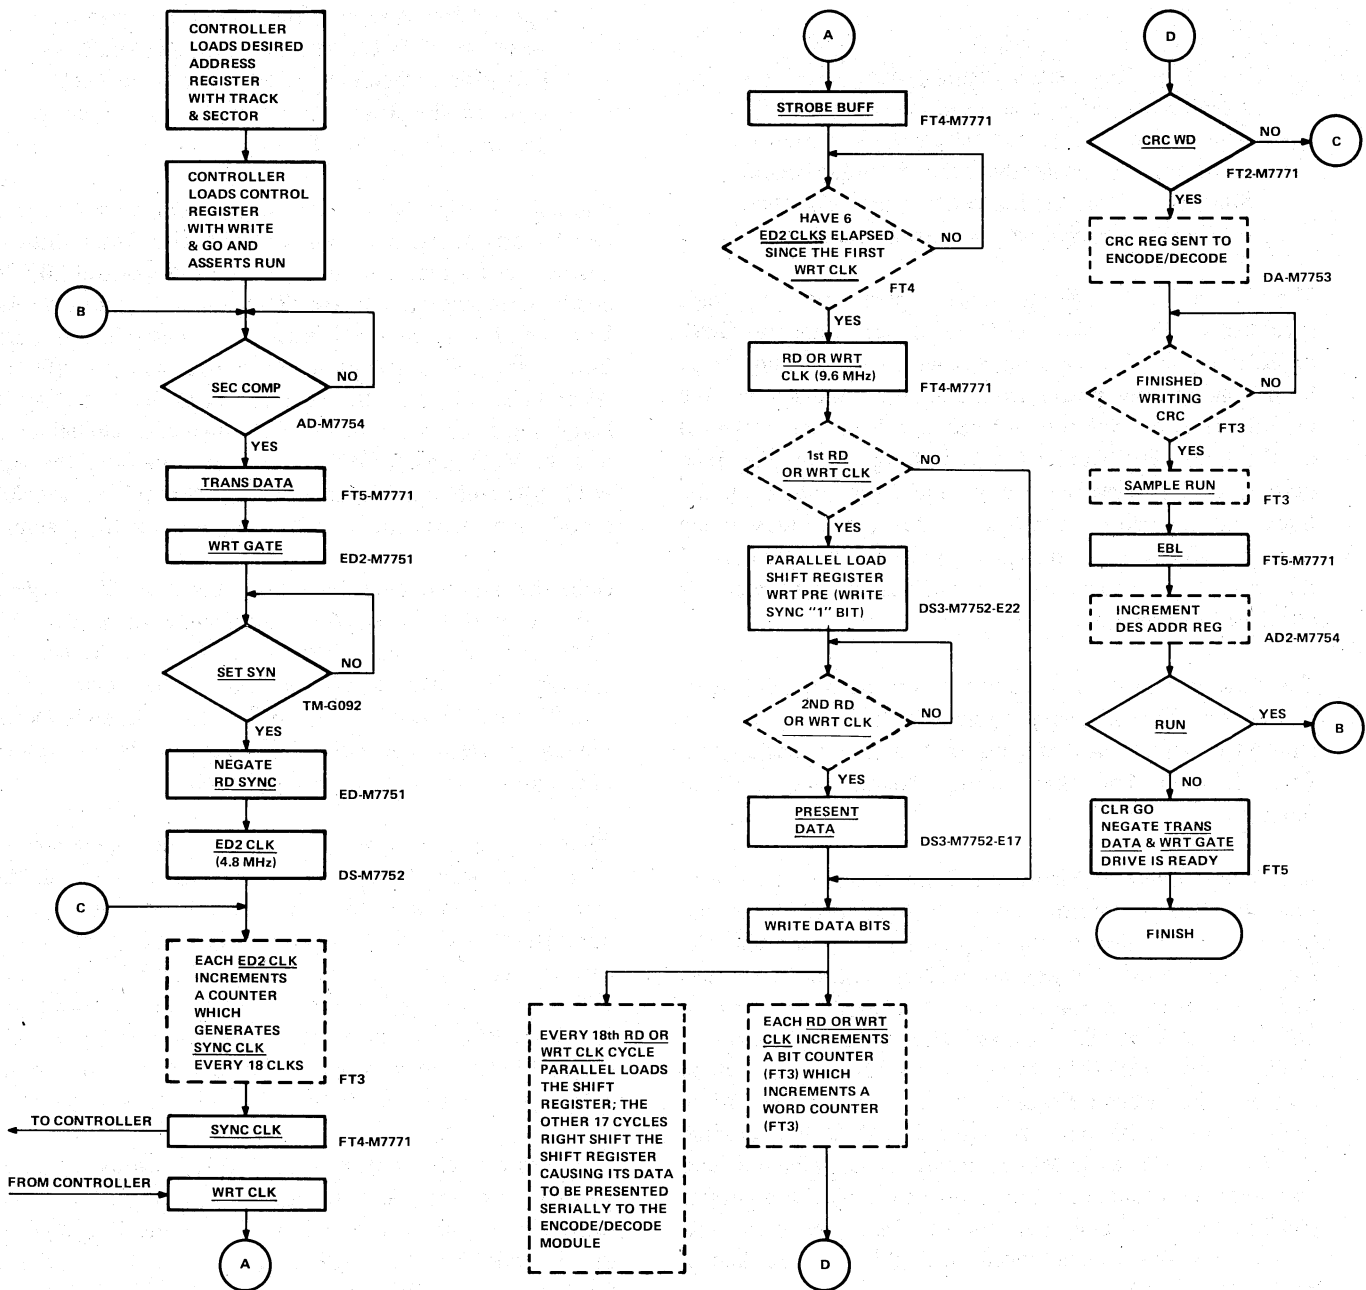 CONTROLLER
LOADS DESIRED
ADDRESS
REGISTER
WITH TRACK
& SECTOR
CONTROLLER
LOADS CONTROL
REGISTER
WITH WRITE
& GO AND
ASSERTS RUN
B
SEC COMP
NO
AD-M7754
YES
TRANS DATA
FT5-M7771
WRT GATE
ED2-M7751
SET SYN
NO
TM-G092
YES
NEGATE
RD SYNC
ED-M7751
ED2 CLK
(4.8 MHz)
DS-M7752
C
EACH ED2 CLK
INCREMENTS
A COUNTER
WHICH
GENERATES
SYNC CLK
EVERY 18 CLKS
FT3
TO CONTROLLER
SYNC CLK
FT4-M7771
FROM CONTROLLER
WRT CLK
A
A
STROBE BUFF
FT4-M7771
HAVE 6
ED2 CLKS ELAPSED
SINCE THE FIRST
WRT CLK
NO
FT4
YES
RD OR WRT
CLK (9.6 MHz)
FT4-M7771
1st RD
OR WRT CLK
NO
YES
PARALLEL LOAD
SHIFT REGISTER
WRT PRE (WRITE
SYNC "1" BIT)
DS3-M7752-E22
2ND RD
OR WRT CLK
NO
YES
PRESENT
DATA
DS3-M7752-E17
WRITE DATA BITS
EVERY 18th RD OR
WRT CLK CYCLE
PARALLEL LOADS
THE SHIFT
REGISTER; THE
OTHER 17 CYCLES
RIGHT SHIFT THE
SHIFT REGISTER
CAUSING ITS DATA
TO BE PRESENTED
SERIALLY TO THE
ENCODE/DECODE
MODULE
EACH RD OR WRT
CLK INCREMENTS
A BIT COUNTER
(FT3) WHICH
INCREMENTS A
WORD COUNTER
(FT3)
D
D
CRC WD
NO
C
FT2-M7771
YES
CRC REG SENT TO
ENCODE/DECODE
DA-M7753
FINISHED
WRITING
CRC
NO
FT3
YES
SAMPLE RUN
FT3
EBL
FT5-M7771
INCREMENT
DES ADDR REG
AD2-M7754
RUN
YES
B
NO
CLR GO
NEGATE TRANS
DATA & WRT GATE
DRIVE IS READY
FT5
FINISH